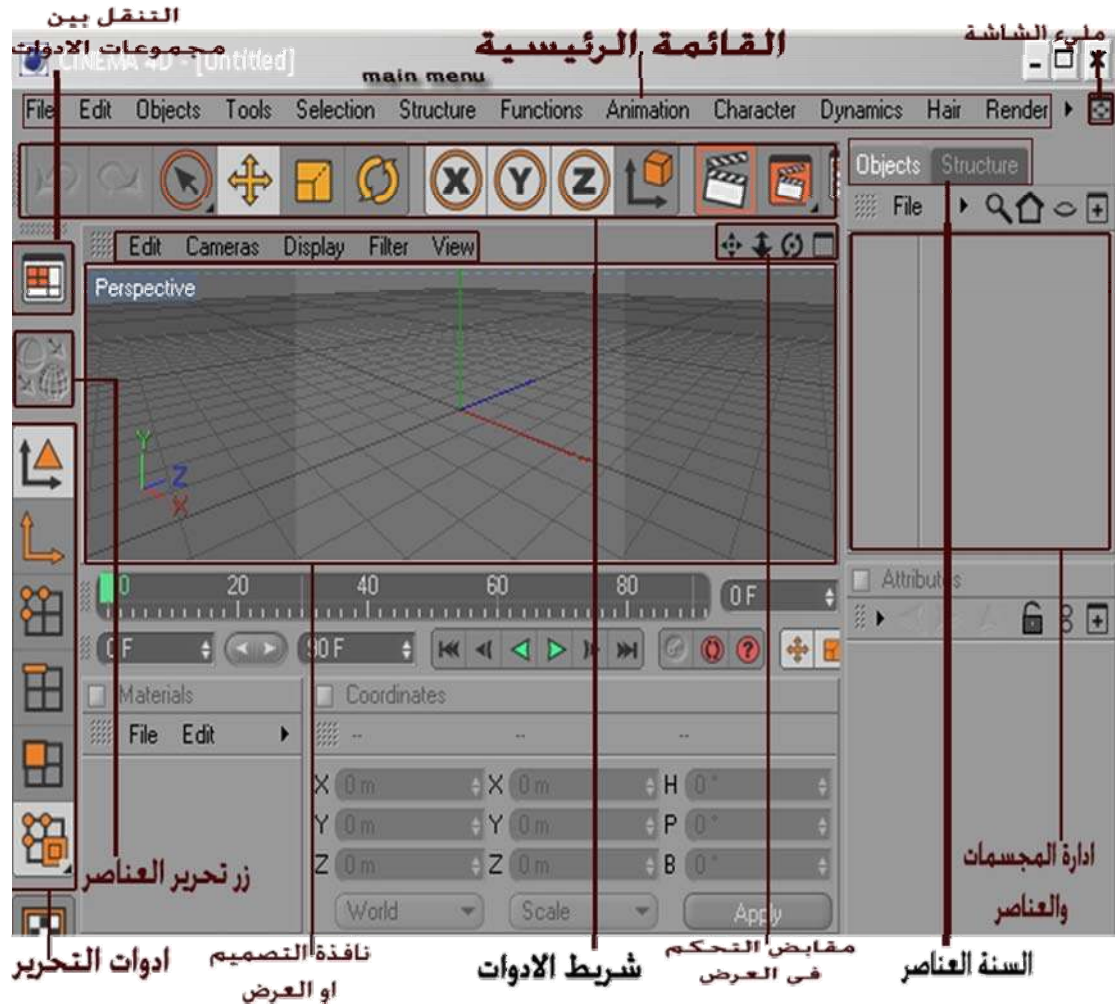 التنقل بين
مجموعات الادوات
القائمة الرئيسية
مليء الشاشة
CINEMA 4D - [Untitled]
main menu
File Edit Objects Tools Selection Structure Functions Animation Character Dynamics Hair Render
X Y Z
Objects Structure
File
Edit Cameras Display Filter View
Perspective
Y
Z
X
0 20 40 60 80 0 F
Attributes
0 F 90 F ?
Materials Coordinates
File Edit -- -- --
X 0 m X 0 m H 0 °
Y 0 m Y 0 m P 0 °
Z 0 m Z 0 m B 0 °
World Scale Apply
زر تحرير العناصر
ادارة المجسمات
والعناصر
ادوات التحرير
نافذة التصميم
او العرض
شريط الادوات
مقابض التحكم
فى العرض
السنة العناصر